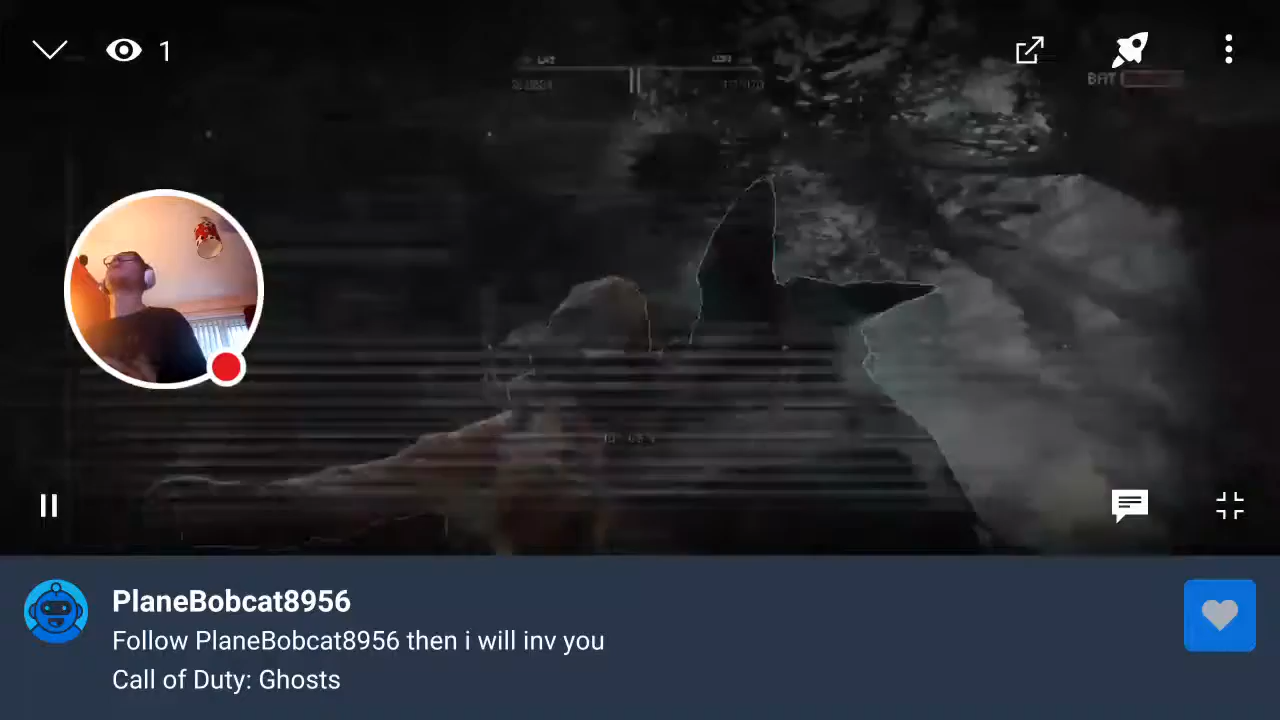 1
BAT
PlaneBobcat8956
Follow PlaneBobcat8956 then i will inv you
Call of Duty: Ghosts